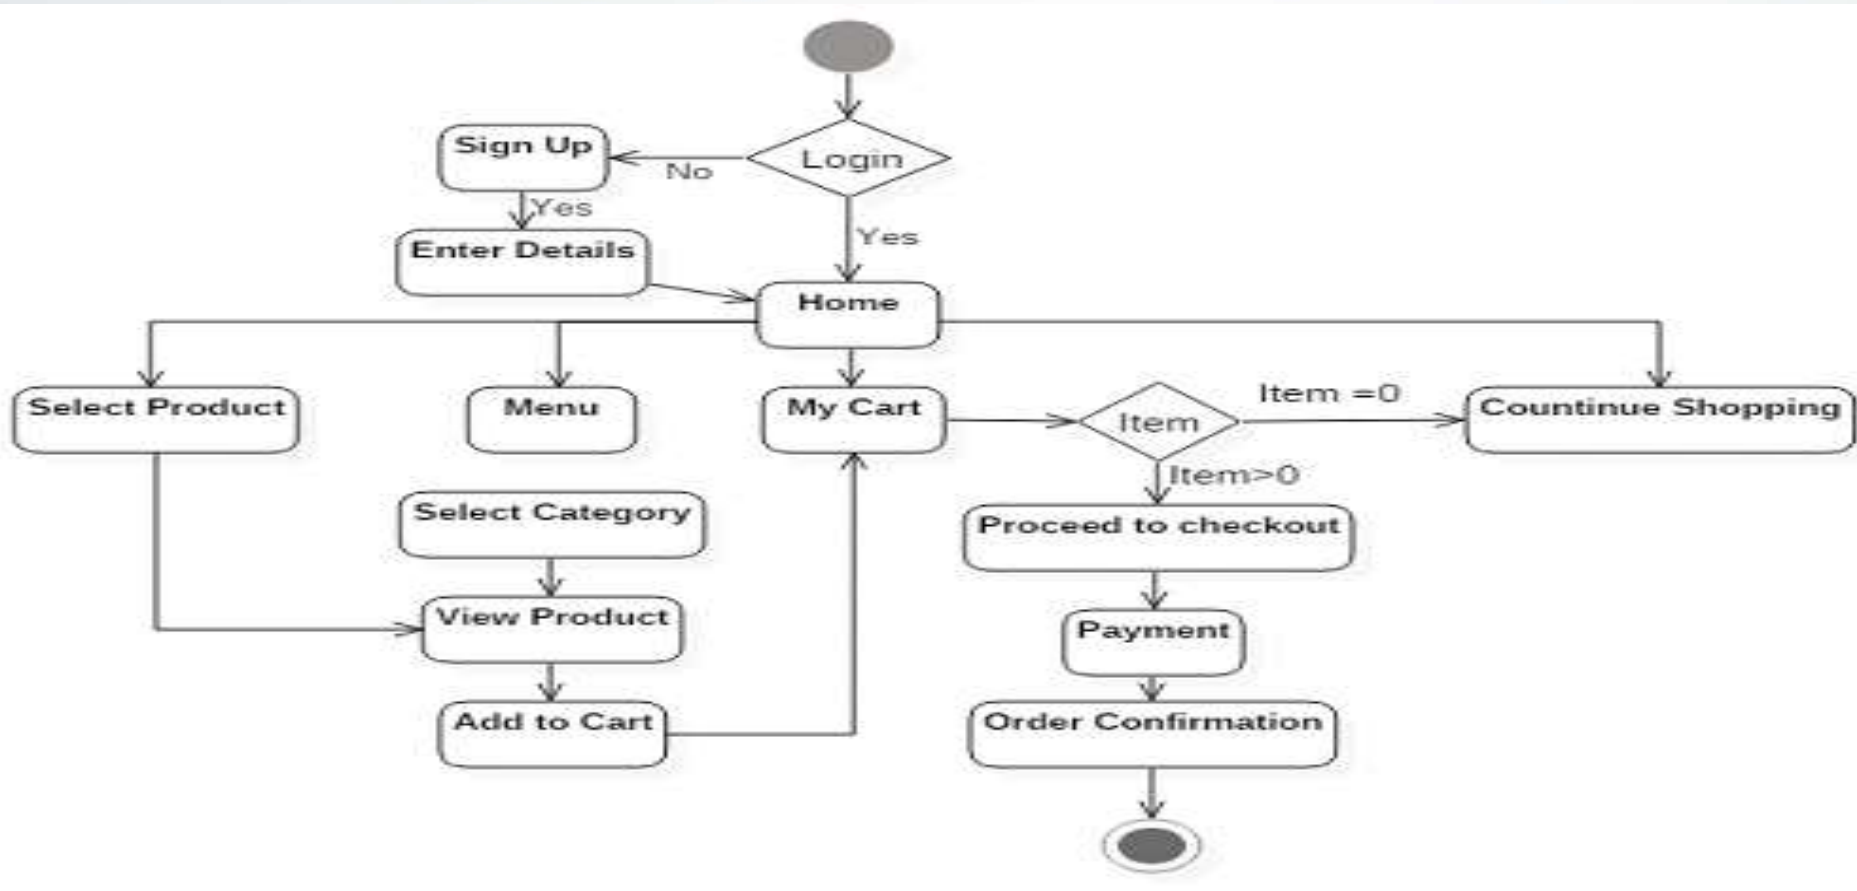 Login
Sign Up
No
Yes
Yes
Enter Details
Home
Select Product
Menu
My Cart
Item
Item =0
Countinue Shopping
Item>0
Select Category
Proceed to checkout
View Product
Payment
Add to Cart
Order Confirmation